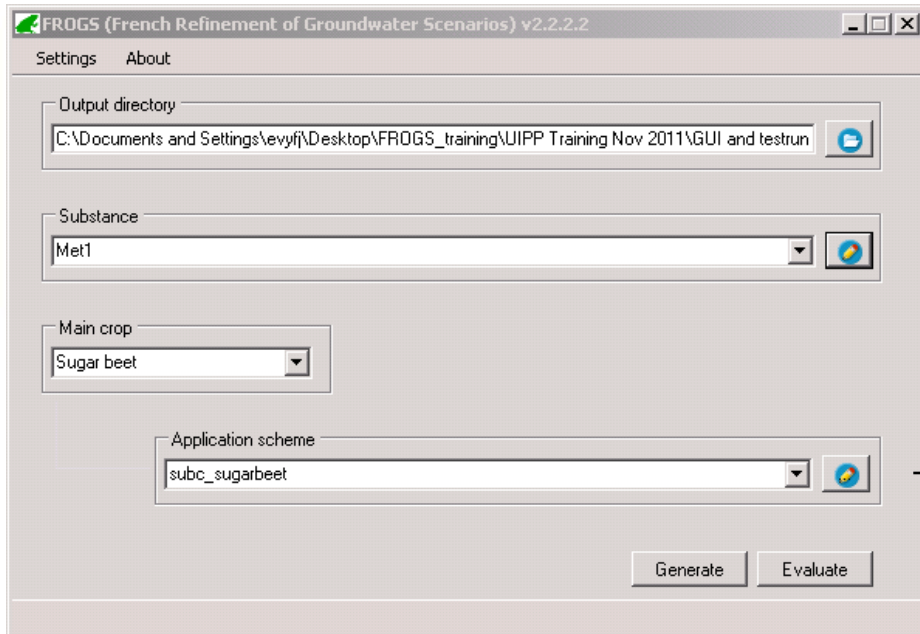 FROGS (French Refinement of Groundwater Scenarios) v2.2.2.2
Settings About
Output directory
C:\Documents and Settings\evyfj\Desktop\FROGS_training\UIPP Training Nov 2011\GUI and testrun
Substance
Met1
Main crop
Sugar beet
Application scheme
subc_sugarbeet
Generate Evaluate